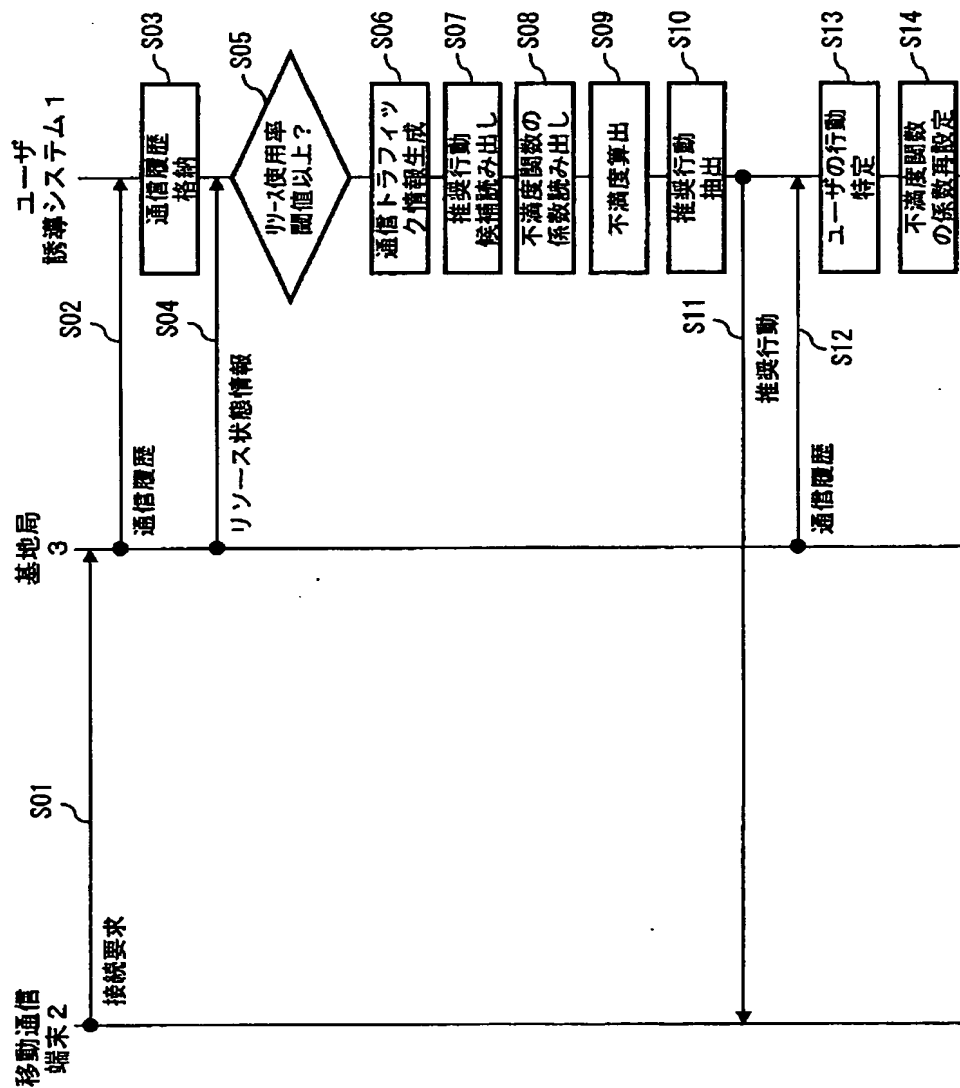 移動通信
端末2
基地局
3
ユーザ
誘導システム1
S01
接続要求
S02
通信履歴
通信履歴
格納
S03
S04
リソース状態情報
リソース使用率
閾値以上？
S05
通信トラフィッ
ク情報生成
S06
推奨行動
候補読み出し
S07
不満度関数の
係数読み出し
S08
不満度算出
S09
推奨行動
抽出
S10
S11
推奨行動
S12
通信履歴
ユーザの行動
特定
S13
不満度関数
の係数再設定
S14